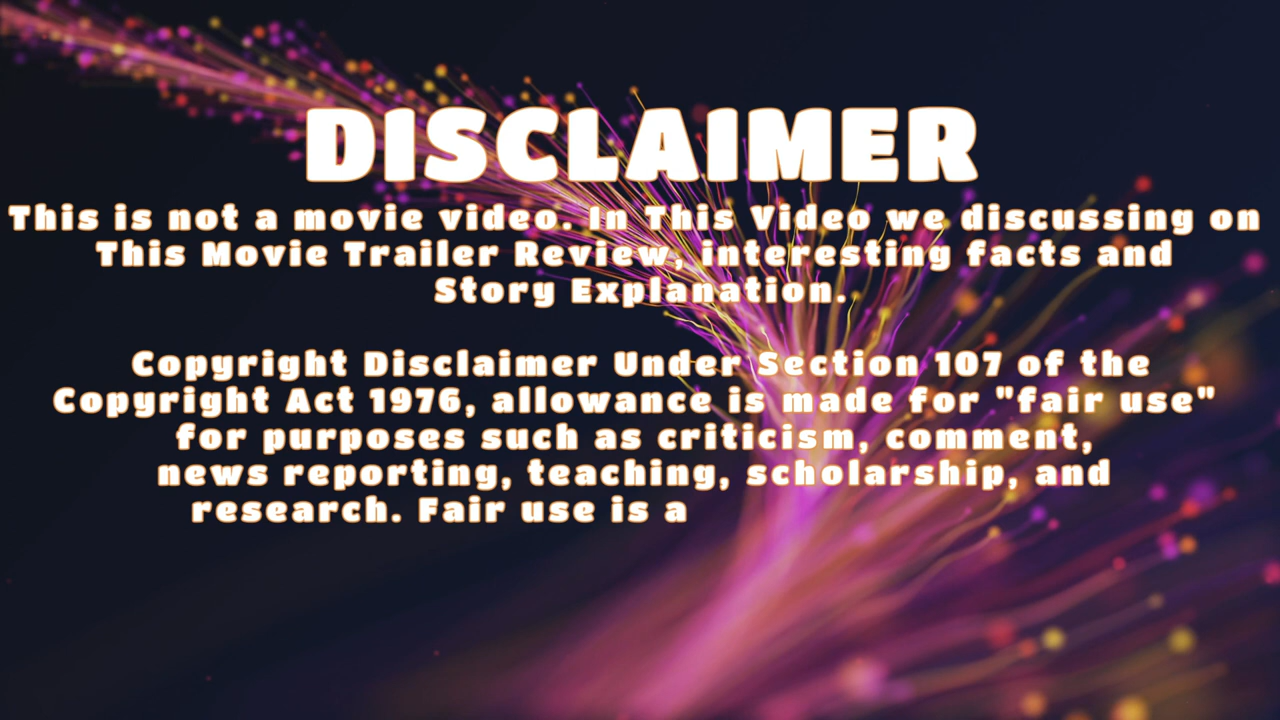 DISCLAIMER
This is not a movie video. In This Video we discussing on
This Movie Trailer Review, interesting facts and
Story Explanation.
Copyright Disclaimer Under Section 107 of the
Copyright Act 1976, allowance is made for "fair use"
for purposes such as criticism, comment,
news reporting, teaching, scholarship, and
research. Fair use is a